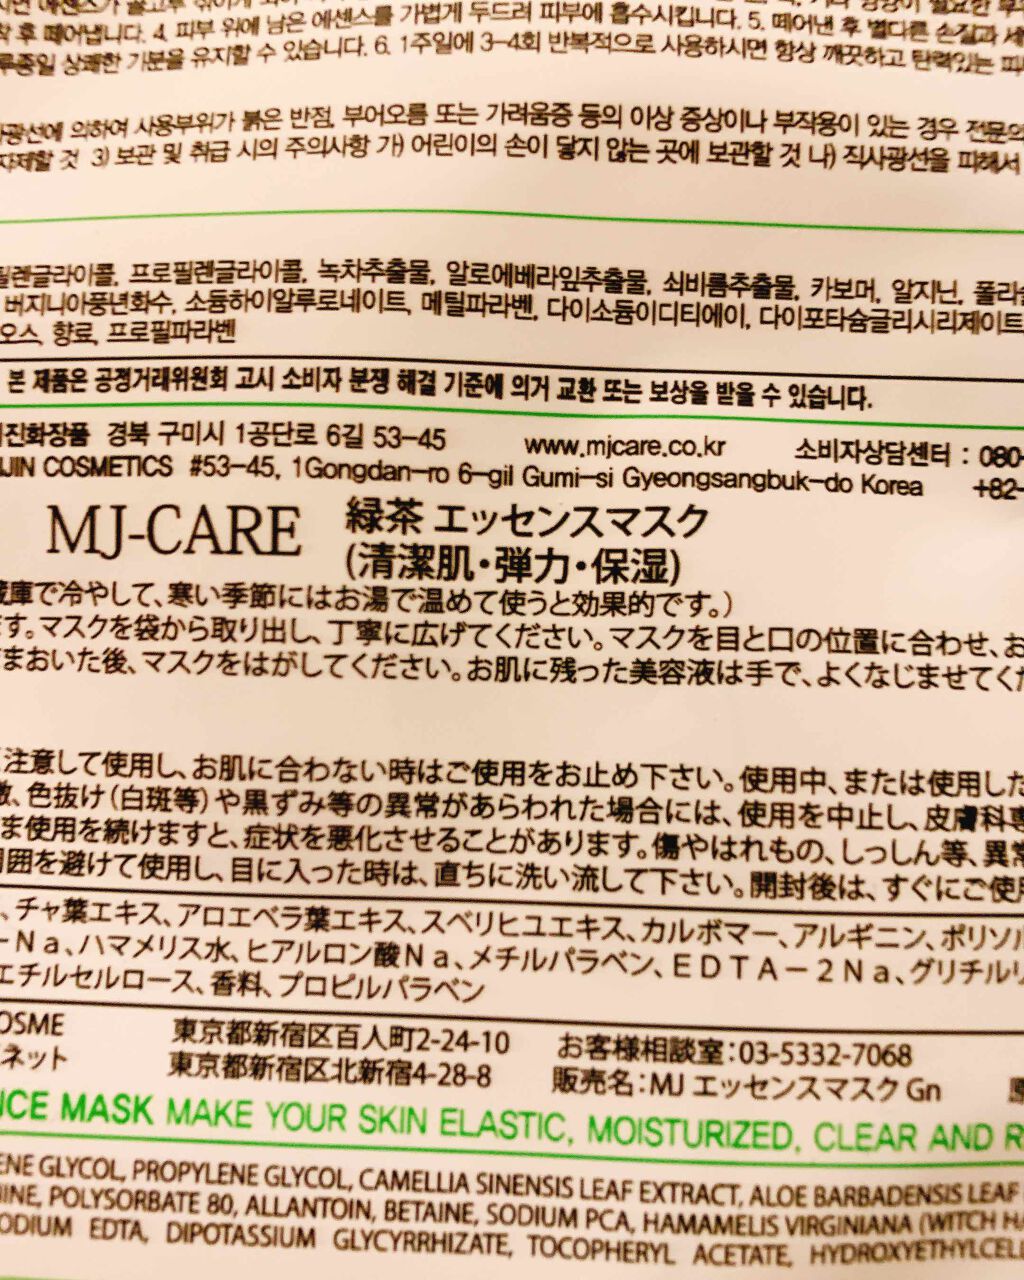 착 후 떼어냅니다. 4. 피부 위에 남은 에센스를 가볍게 두드려 피부에 흡수시킵니다. 5. 떼어낸 후 별다른 손질과 세
루종일 상쾌한 기분을 유지할 수 있습니다. 6. 1주일에 3-4회 반복적으로 사용하시면 항상 깨끗하고 탄력있는 피
사광선에 의하여 사용부위가 붉은 반점, 부어오름 또는 가려움증 등의 이상 증상이나 부작용이 있는 경우 전문의
자제할 것 3) 보관 및 취급 시의 주의사항 가) 어린이의 손이 닿지 않는 곳에 보관할 것 나) 직사광선을 피해서
필렌글라이콜, 프로필렌글라이콜, 녹차추출물, 알로에베라잎추출물, 쇠비름추출물, 카보머, 알지닌, 폴리
버지니아풍년화수, 소듐하이알루로네이트, 메틸파라벤, 다이소듐이디티에이, 다이포타슘글리시리제이트
오스, 향료, 프로필파라벤
본 제품은 공정거래위원회 고시 소비자 분쟁 해결 기준에 의거 교환 또는 보상을 받을 수 있습니다.
진화장품 경북 구미시 1공단로 6길 53-45 www.mjcare.co.kr 소비자상담센터 : 080-
JIN COSMETICS #53-45, 1Gongdan-ro 6-gil Gumi-si Gyeongsangbuk-do Korea +82-
MJ-CARE 緑茶 エッセンスマスク
(清潔肌・弾力・保湿)
蔵庫で冷やして、寒い季節にはお湯で温めて使うと効果的です。)
す。マスクを袋から取り出し、丁寧に広げてください。マスクを目と口の位置に合わせ、お
まおいた後、マスクをはがしてください。お肌に残った美容液は手で、よくなじませてくだ
注意して使用し、お肌に合わない時はご使用をお止め下さい。使用中、または使用した
激、色抜け(白斑等)や黒ずみ等の異常があらわれた場合には、使用を中止し、皮膚科専
ま使用を続けますと、症状を悪化させることがあります。傷やはれもの、しっしん等、異常
周囲を避けて使用し、目に入った時は、直ちに洗い流して下さい。開封後は、すぐにご使用
、チャ葉エキス、アロエベラ葉エキス、スベリヒユエキス、カルボマー、アルギニン、ポリソル
－Ｎａ、ハマメリス水、ヒアルロン酸Ｎａ、メチルパラベン、ＥＤＴＡ－２Ｎａ、グリチルリ
エチルセルロース、香料、プロピルパラベン
OSME 東京都新宿区百人町2-24-10 お客様相談室:03-5332-7068
ネット 東京都新宿区北新宿4-28-8 販売名:MJ エッセンスマスク Gn
NCE MASK MAKE YOUR SKIN ELASTIC, MOISTURIZED, CLEAR AND R
ENE GLYCOL, PROPYLENE GLYCOL, CAMELLIA SINENSIS LEAF EXTRACT, ALOE BARBADENSIS LEAF
NINE, POLYSORBATE 80, ALLANTOIN, BETAINE, SODIUM PCA, HAMAMELIS VIRGINIANA (WITCH HA
ODIUM EDTA, DIPOTASSIUM GLYCYRRHIZATE, TOCOPHERYL ACETATE, HYDROXYETHYLCELL